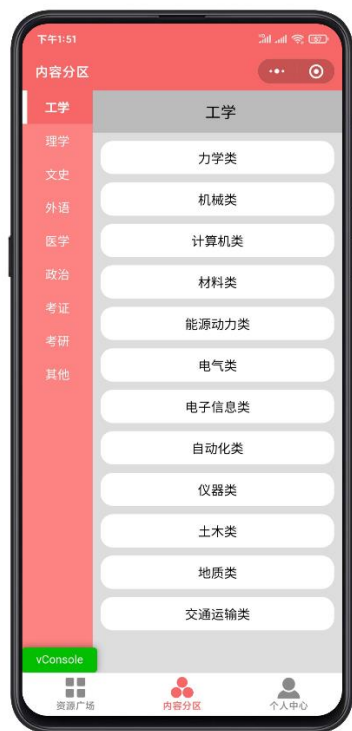 下午1:51
内容分区
工学
理学
文史
外语
医学
政治
考证
考研
其他
工学
力学类
机械类
计算机类
材料类
能源动力类
电气类
电子信息类
自动化类
仪器类
土木类
地质类
交通运输类
vConsole
资源广场
内容分区
个人中心